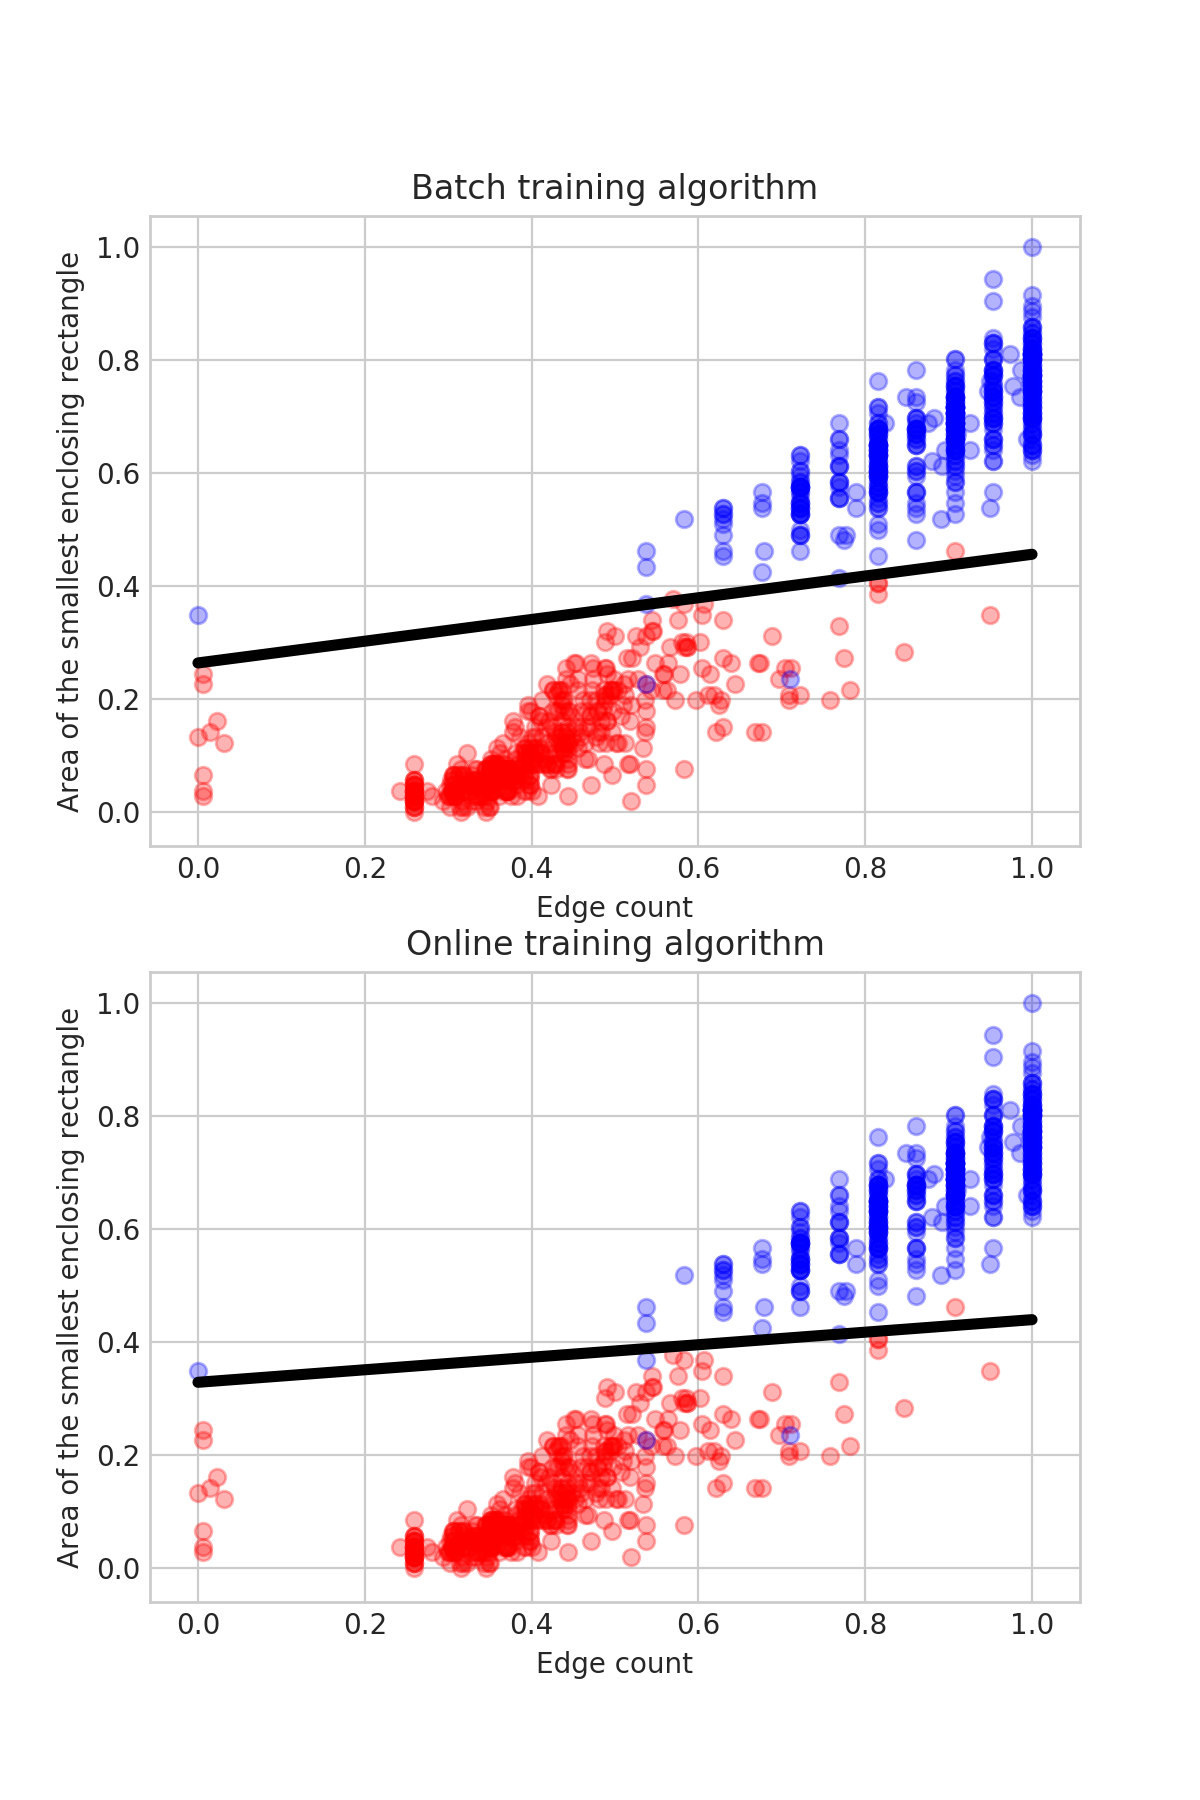 Batch training algorithm
Area of the smallest enclosing rectangle
1.0
0.8
0.6
0.4
0.2
0.0
0.0 0.2 0.4 0.6 0.8 1.0
Edge count
Online training algorithm
Area of the smallest enclosing rectangle
1.0
0.8
0.6
0.4
0.2
0.0
0.0 0.2 0.4 0.6 0.8 1.0
Edge count